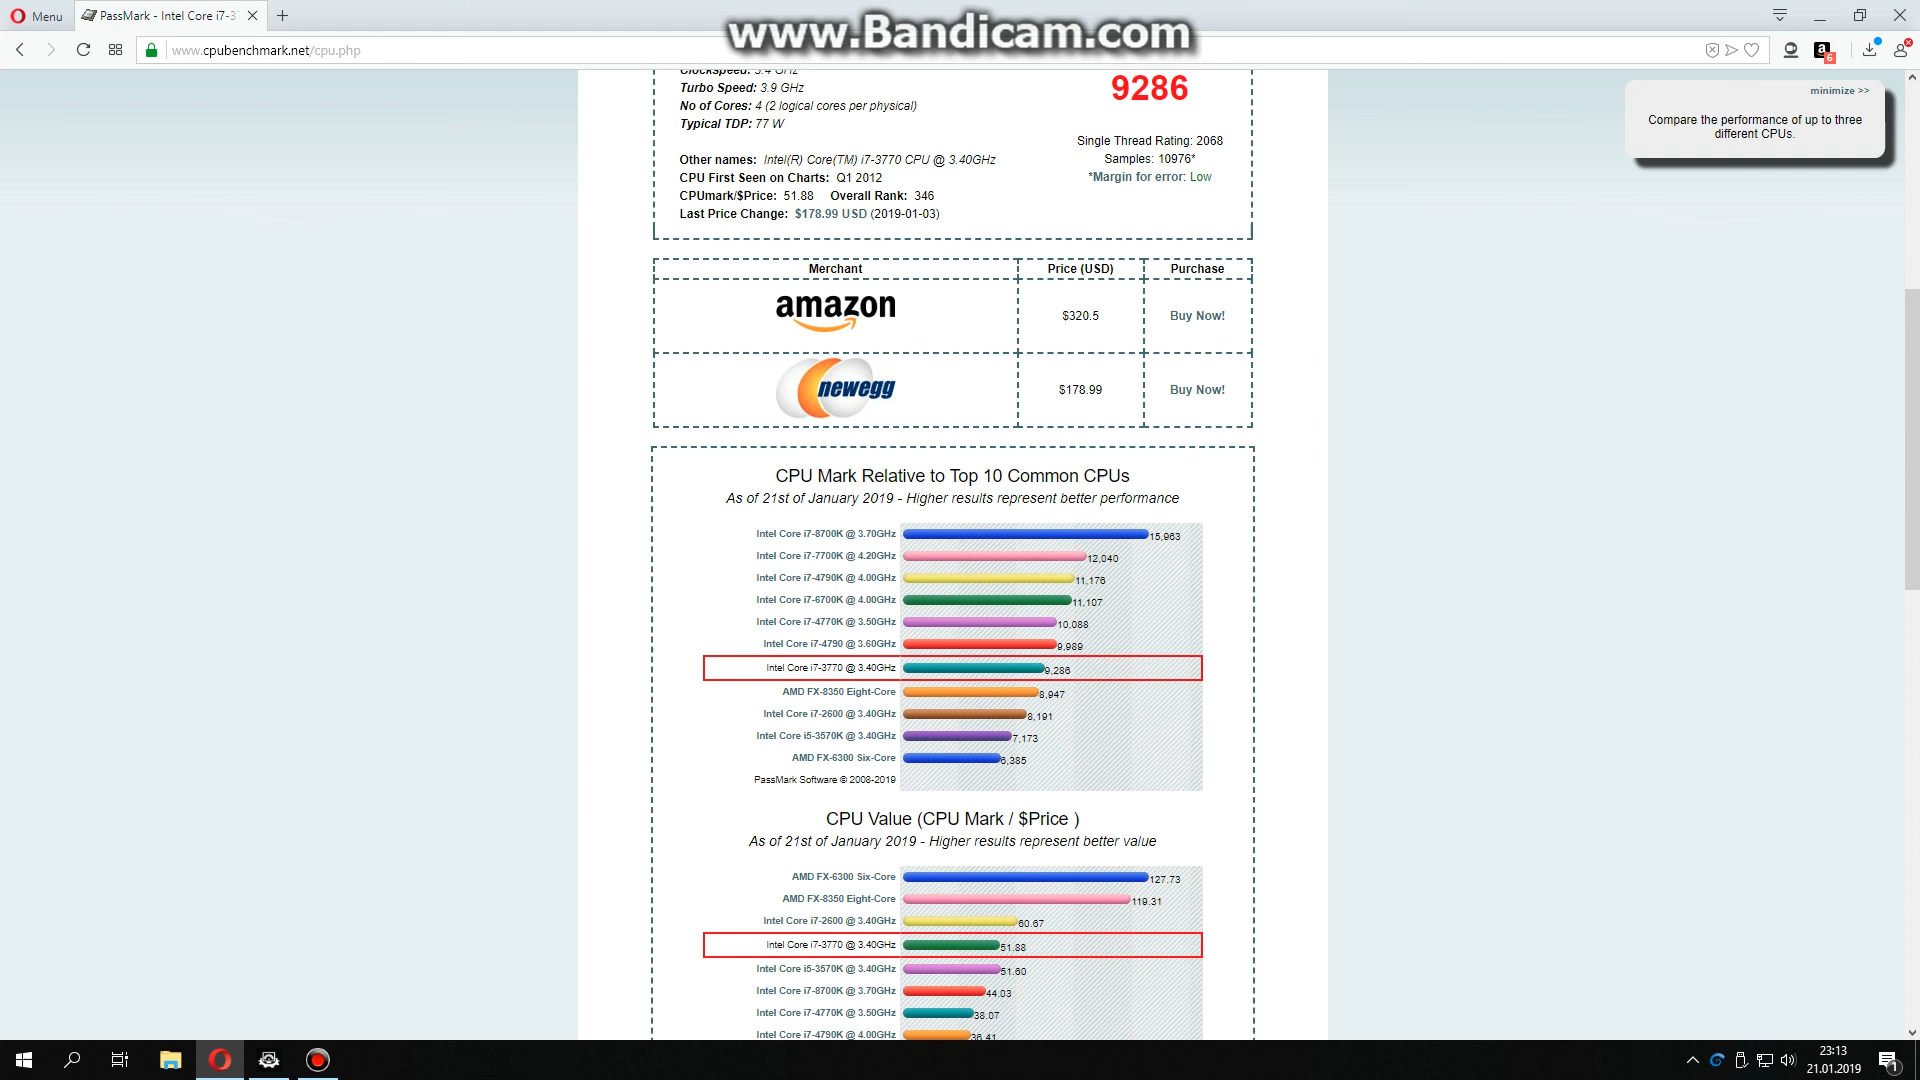 Menu
PassMark - Intel Core i7-3
www.Bandicam.com
www.cpubenchmark.net/cpu.php
6
minimize >>
Compare the performance of up to three
different CPUs.
Clockspeed: 3.4 GHz
Turbo Speed: 3.9 GHz
No of Cores: 4 (2 logical cores per physical)
Typical TDP: 77 W
9286
Single Thread Rating: 2068
Samples: 10976*
*Margin for error: Low
Other names: Intel(R) Core(TM) i7-3770 CPU @ 3.40GHz
CPU First Seen on Charts: Q1 2012
CPUmark/$Price: 51.88 Overall Rank: 346
Last Price Change: $178.99 USD (2019-01-03)
Merchant Price (USD) Purchase
amazon $320.5 Buy Now!
newegg $178.99 Buy Now!
CPU Mark Relative to Top 10 Common CPUs
As of 21st of January 2019 - Higher results represent better performance
Intel Core i7-8700K @ 3.70GHz 15,963
Intel Core i7-7700K @ 4.20GHz 12,040
Intel Core i7-4790K @ 4.00GHz 11,176
Intel Core i7-6700K @ 4.00GHz 11,107
Intel Core i7-4770K @ 3.50GHz 10,088
Intel Core i7-4790 @ 3.60GHz 9,989
Intel Core i7-3770 @ 3.40GHz 9,286
AMD FX-8350 Eight-Core 8,947
Intel Core i7-2600 @ 3.40GHz 8,191
Intel Core i5-3570K @ 3.40GHz 7,173
AMD FX-6300 Six-Core 6,385
PassMark Software © 2008-2019
CPU Value (CPU Mark / $Price )
As of 21st of January 2019 - Higher results represent better value
AMD FX-6300 Six-Core 127.73
AMD FX-8350 Eight-Core 119.31
Intel Core i7-2600 @ 3.40GHz 60.67
Intel Core i7-3770 @ 3.40GHz 51.88
Intel Core i5-3570K @ 3.40GHz 51.60
Intel Core i7-8700K @ 3.70GHz 44.03
Intel Core i7-4770K @ 3.50GHz 38.07
Intel Core i7-4790K @ 4.00GHz 36.41
23:13
21.01.2019
1